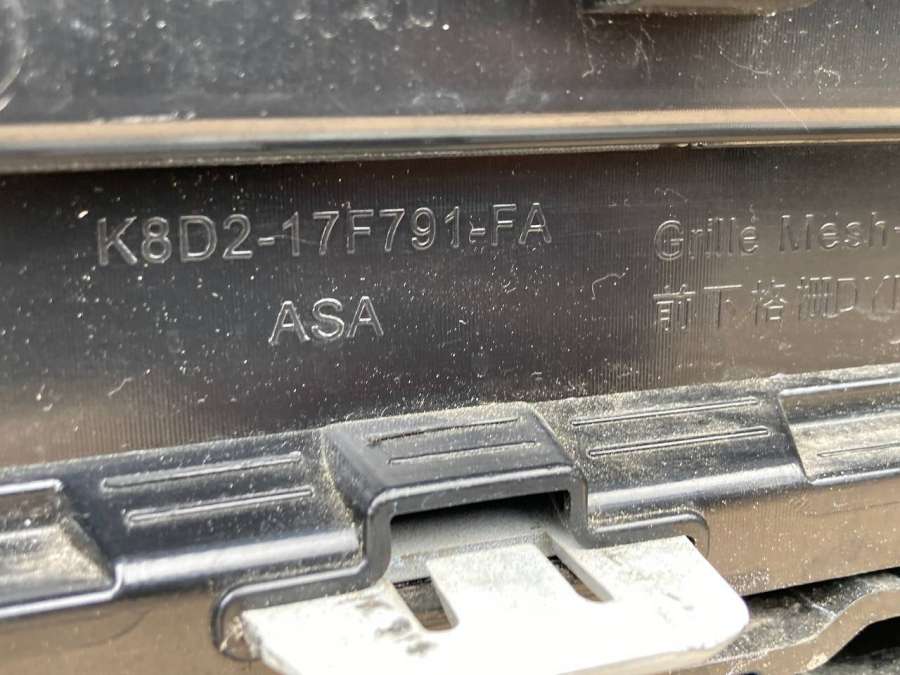 K8D2-17F791-FA
ASA
Grille Mesh-
前下格栅